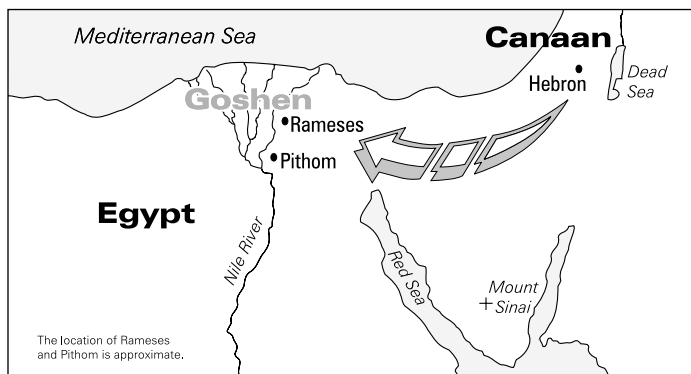 Mediterranean Sea
Canaan
Hebron
Dead
Sea
Goshen
Rameses
Pithom
Egypt
Nile River
Red Sea
Mount
Sinai
The location of Rameses
and Pithom is approximate.